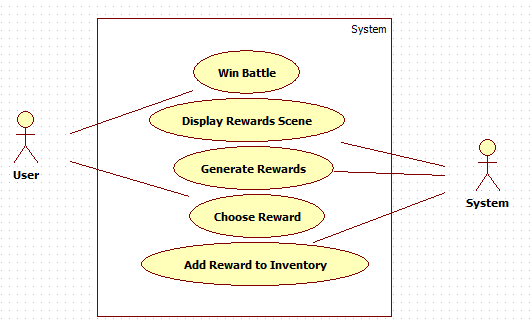 System
Win Battle
Display Rewards Scene
Generate Rewards
User
Choose Reward
System
Add Reward to Inventory